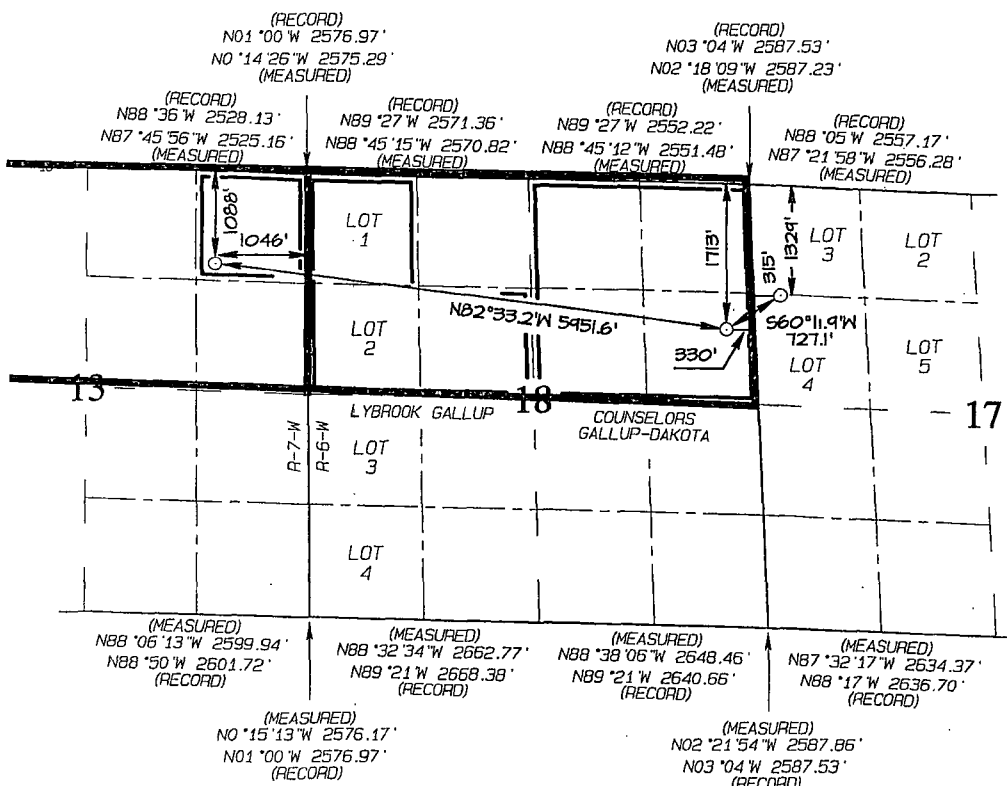 (RECORD)
N01°00'W 2576.97'
N0°14'26"W 2575.29'
(MEASURED)
(RECORD)
N03°04'W 2587.53'
N02°18'09"W 2587.23'
(MEASURED)
(RECORD)
N88°36'W 2528.13'
N87°45'56"W 2525.16'
(MEASURED)
(RECORD)
N89°27'W 2571.36'
N88°45'15"W 2570.82'
(MEASURED)
(RECORD)
N89°27'W 2552.22'
N88°45'12"W 2551.48'
(MEASURED)
(RECORD)
N88°05'W 2557.17'
N87°21'58"W 2556.28'
(MEASURED)
1088'
1046'
LOT
1
1713'
315'
1329'
LOT
3
LOT
2
N82°33.2'W 5951.6'
S60°11.9'W
727.1'
330'
LOT
2
LOT
4
LOT
5
13
18
17
LYBROOK GALLUP
COUNSELORS
GALLUP-DAKOTA
R-7-W
R-6-W
LOT
3
LOT
4
(MEASURED)
N88°06'13"W 2599.94'
N88°50'W 2601.72'
(RECORD)
(MEASURED)
N88°32'34"W 2662.77'
N89°21'W 2668.38'
(RECORD)
(MEASURED)
N88°38'06"W 2648.46'
N89°21'W 2640.66'
(RECORD)
(MEASURED)
N87°32'17"W 2634.37'
N88°17'W 2636.70'
(RECORD)
(MEASURED)
N0°15'13"W 2576.17'
N01°00'W 2576.97'
(RECORD)
(MEASURED)
N02°21'54"W 2587.86'
N03°04'W 2587.53'
(RECORD)